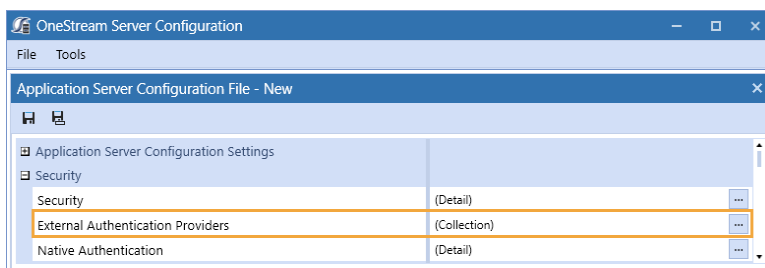 OneStream Server Configuration
File Tools
Application Server Configuration File - New
Application Server Configuration Settings
Security
Security (Detail) ...
External Authentication Providers (Collection) ...
Native Authentication (Detail) ...